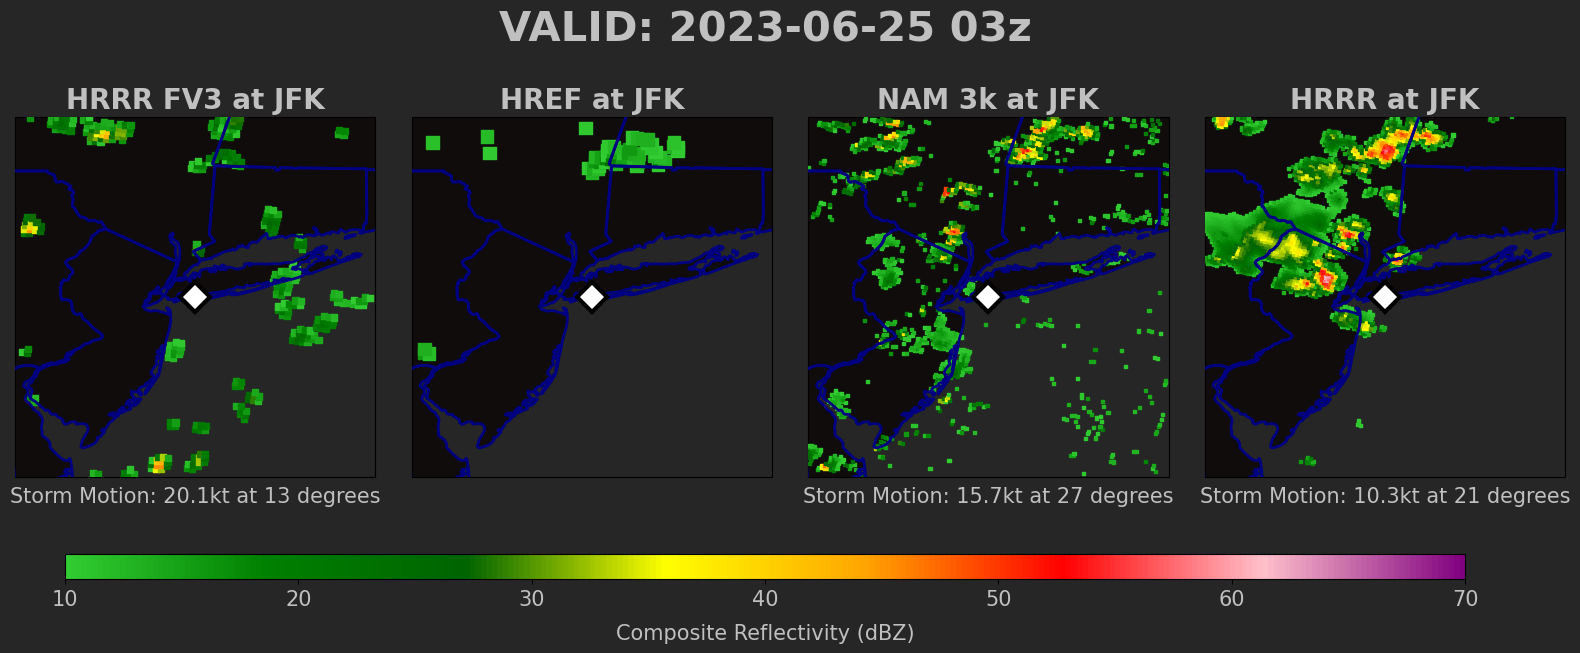 VALID: 2023-06-25 03z
HRRR FV3 at JFK
HREF at JFK
NAM 3k at JFK
HRRR at JFK
Storm Motion: 20.1kt at 13 degrees
Storm Motion: 15.7kt at 27 degrees
Storm Motion: 10.3kt at 21 degrees
10 20 30 40 50 60 70
Composite Reflectivity (dBZ)